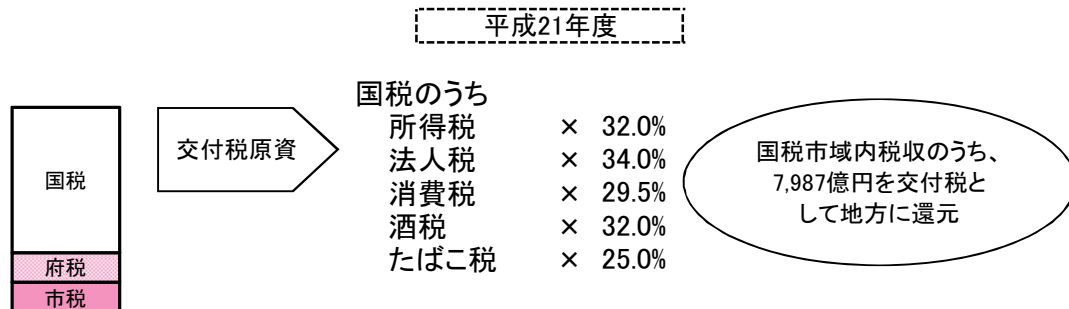 平成21年度
国税
府税
市税
交付税原資
国税のうち
所得税 × 32.0%
法人税 × 34.0%
消費税 × 29.5%
酒税 × 32.0%
たばこ税 × 25.0%
国税市域内税収のうち、
7,987億円を交付税と
して地方に還元